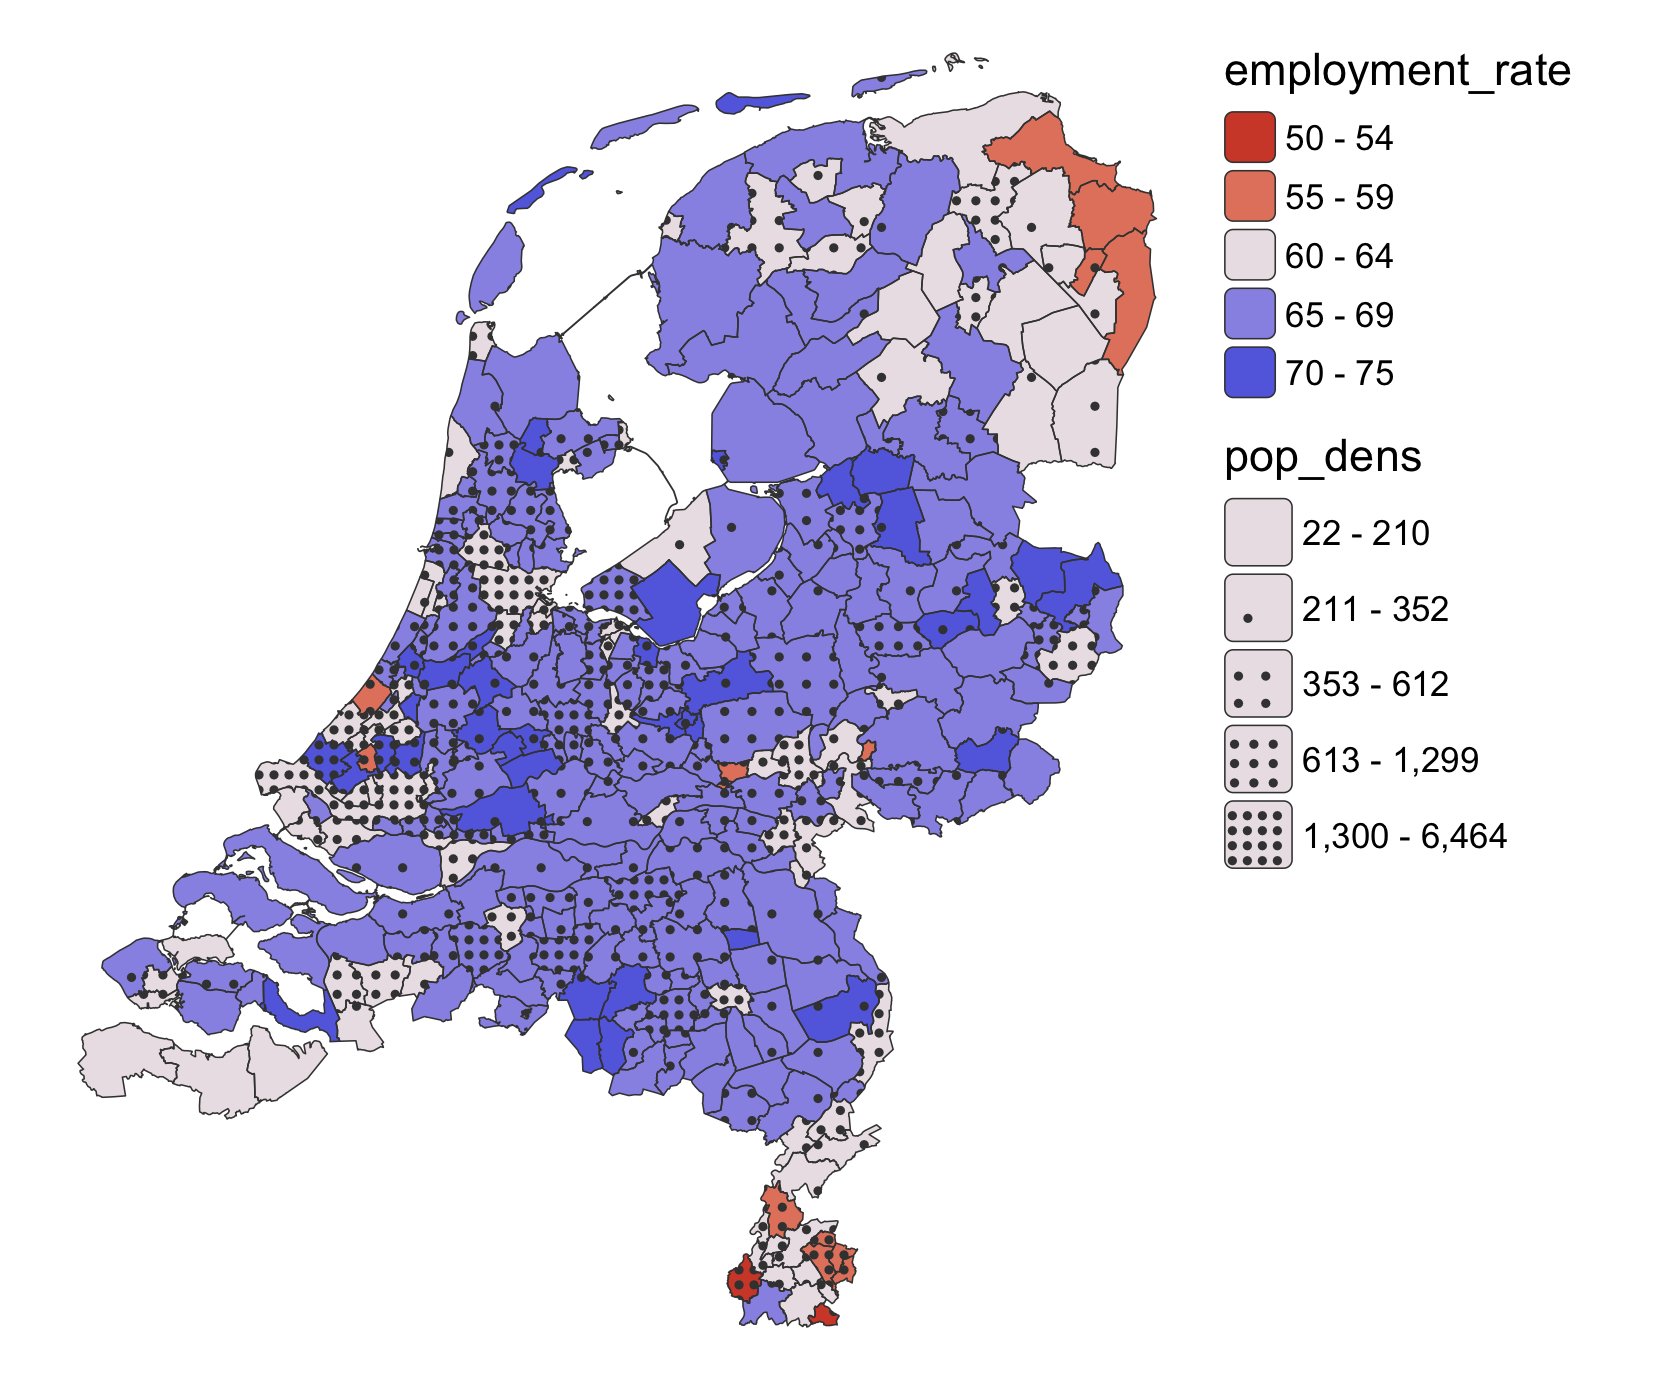 employment_rate
50 - 54
55 - 59
60 - 64
65 - 69
70 - 75
pop_dens
22 - 210
211 - 352
353 - 612
613 - 1,299
1,300 - 6,464